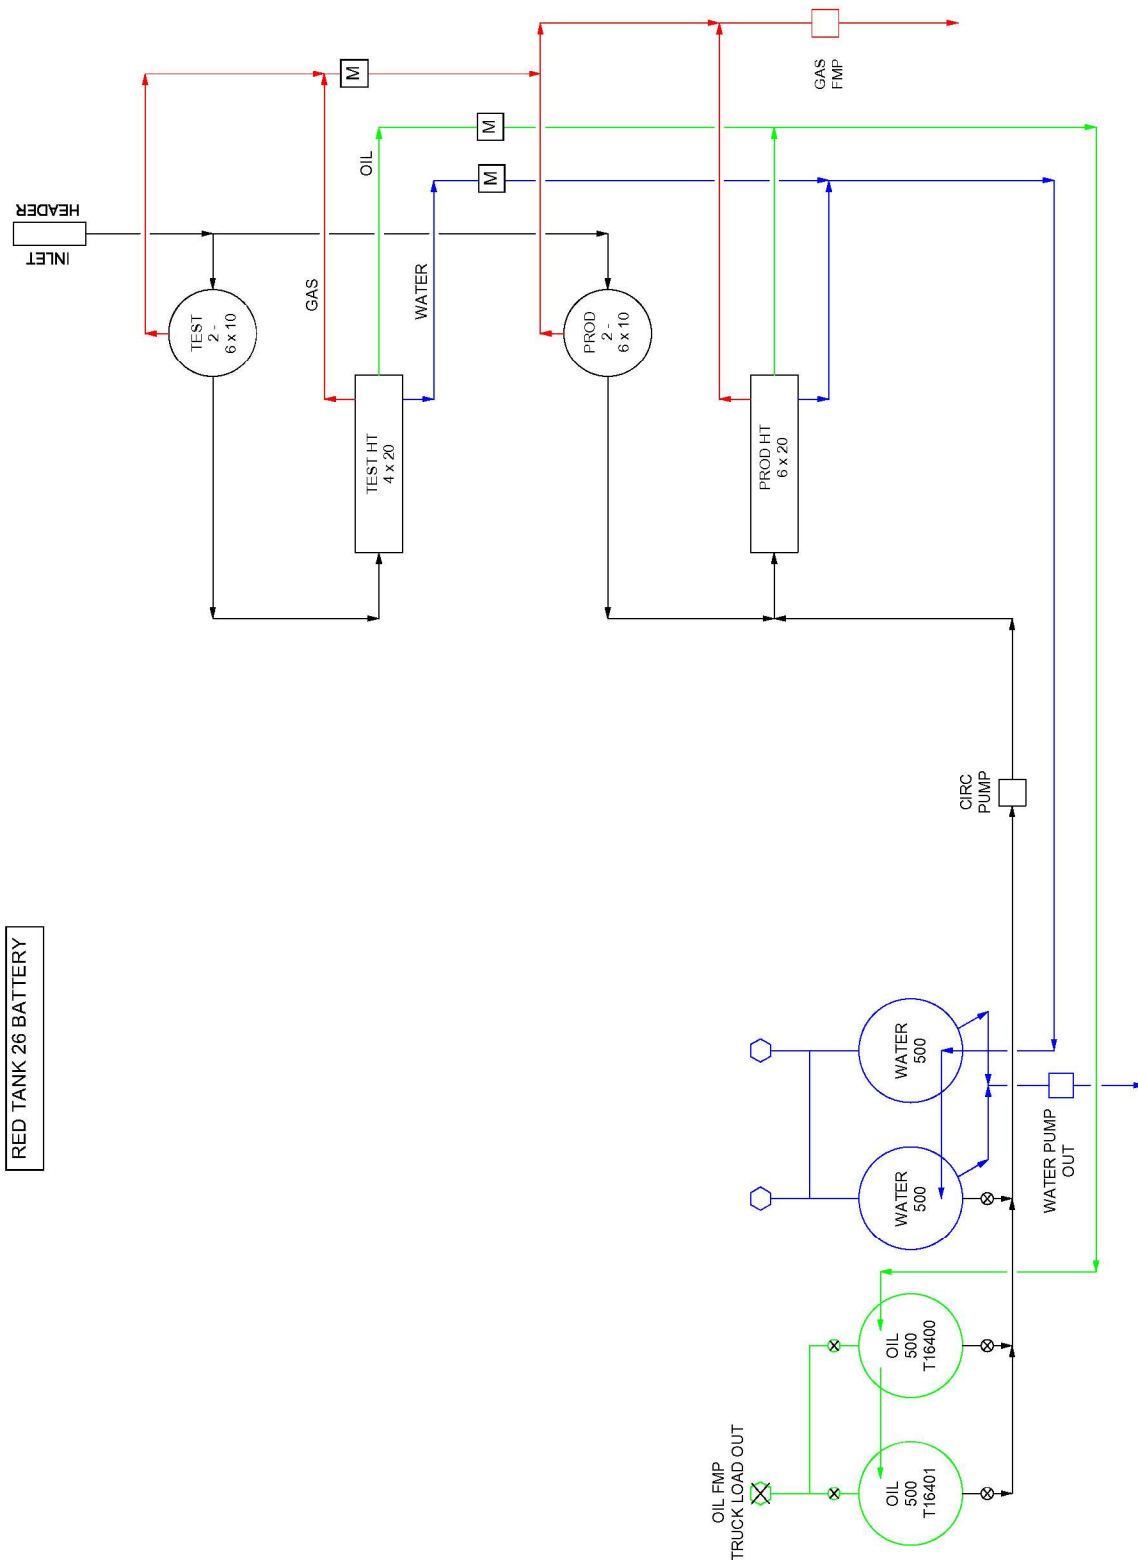 RED TANK 26 BATTERY
INLET
HEADER
TEST
2 -
6 x 10
GAS
M
OIL
M
WATER
M
TEST HT
4 x 20
PROD
2 -
6 x 10
PROD HT
6 x 20
GAS
FMP
CIRC
PUMP
WATER
500
WATER
500
WATER PUMP
OUT
OIL
500
T16400
OIL
500
T16401
OIL FMP
TRUCK LOAD OUT